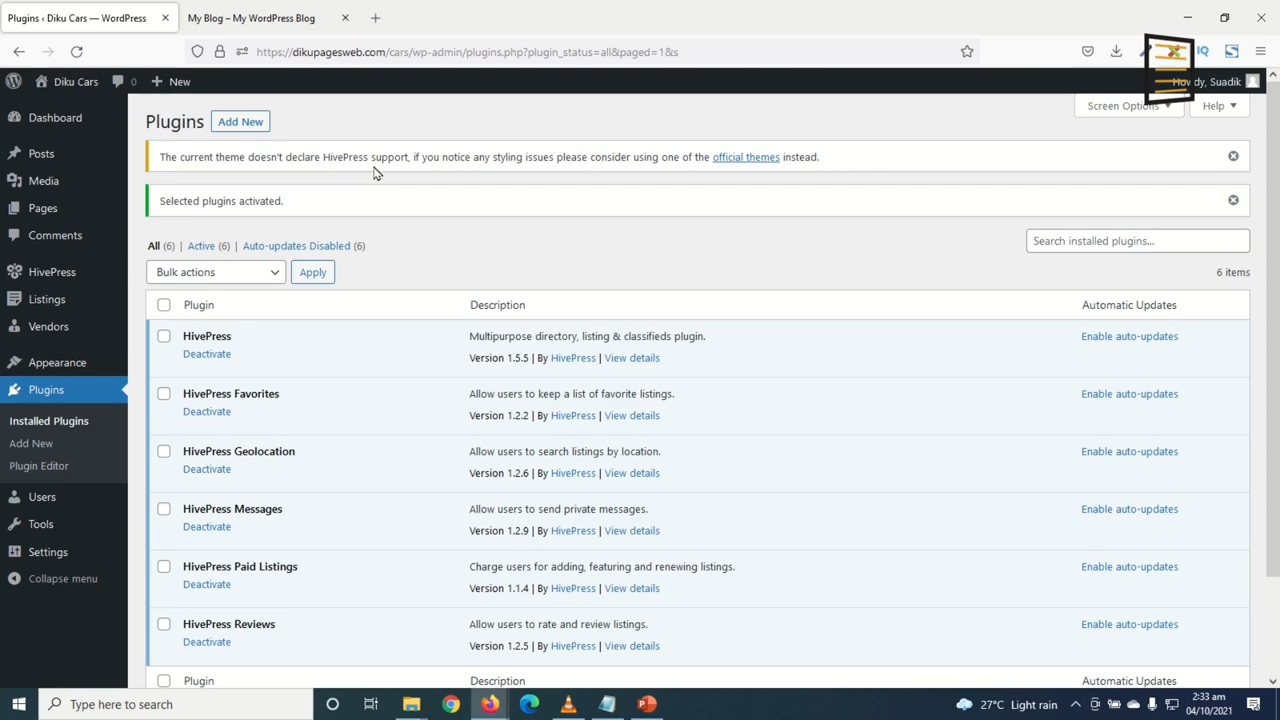 Plugins ‹ Diku Cars — WordPress
My Blog – My WordPress Blog
https://dikupagesweb.com/cars/wp-admin/plugins.php?plugin_status=all&paged=1&s
IQ
Diku Cars
0
New
Suadik
Dashboard
Posts
Media
Pages
Comments
HivePress
Listings
Vendors
Appearance
Plugins
Installed Plugins
Add New
Plugin Editor
Users
Tools
Settings
Collapse menu
Screen Options
Help
Plugins
Add New
The current theme doesn't declare HivePress support, if you notice any styling issues please consider using one of the official themes instead.
Selected plugins activated.
All (6) | Active (6) | Auto-updates Disabled (6)
Search installed plugins...
Bulk actions
Apply
6 items
Plugin Description Automatic Updates
HivePress Multipurpose directory, listing & classifieds plugin. Enable auto-updates
Deactivate Version 1.5.5 | By HivePress | View details
HivePress Favorites Allow users to keep a list of favorite listings. Enable auto-updates
Deactivate Version 1.2.2 | By HivePress | View details
HivePress Geolocation Allow users to search listings by location. Enable auto-updates
Deactivate Version 1.2.6 | By HivePress | View details
HivePress Messages Allow users to send private messages. Enable auto-updates
Deactivate Version 1.2.9 | By HivePress | View details
HivePress Paid Listings Charge users for adding, featuring and renewing listings. Enable auto-updates
Deactivate Version 1.1.4 | By HivePress | View details
HivePress Reviews Allow users to rate and review listings. Enable auto-updates
Deactivate Version 1.2.5 | By HivePress | View details
Plugin Description Automatic Updates
Type here to search
27°C Light rain
2:33 am
04/10/2021